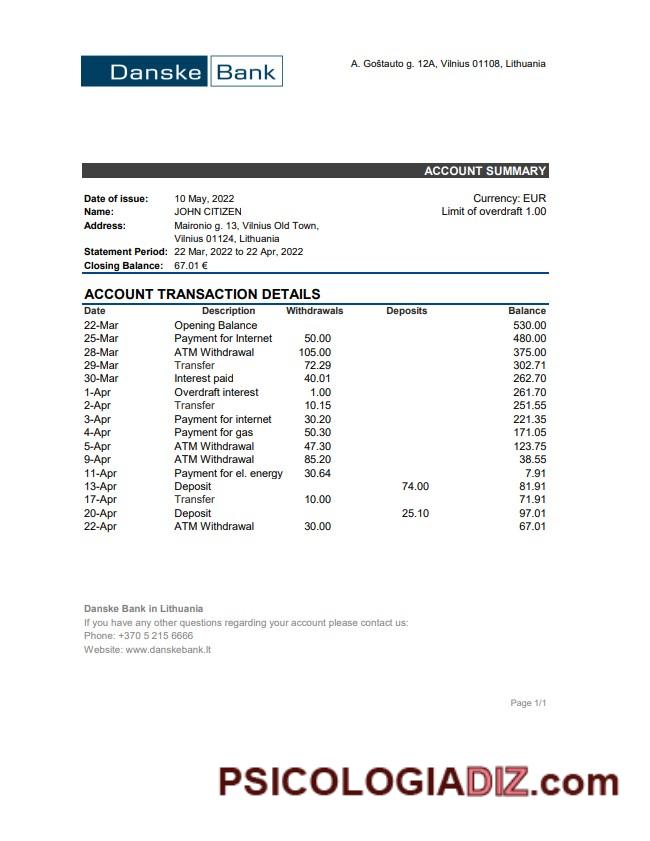 Danske Bank
A. Goštauto g. 12A, Vilnius 01108, Lithuania
ACCOUNT SUMMARY
Date of issue: 10 May, 2022 Currency: EUR
Name: JOHN CITIZEN Limit of overdraft 1.00
Address: Maironio g. 13, Vilnius Old Town,
Vilnius 01124, Lithuania
Statement Period: 22 Mar, 2022 to 22 Apr, 2022
Closing Balance: 67.01 €
ACCOUNT TRANSACTION DETAILS
Date Description Withdrawals Deposits Balance
22-Mar Opening Balance 530.00
25-Mar Payment for Internet 50.00 480.00
28-Mar ATM Withdrawal 105.00 375.00
29-Mar Transfer 72.29 302.71
30-Mar Interest paid 40.01 262.70
1-Apr Overdraft interest 1.00 261.70
2-Apr Transfer 10.15 251.55
3-Apr Payment for internet 30.20 221.35
4-Apr Payment for gas 50.30 171.05
5-Apr ATM Withdrawal 47.30 123.75
9-Apr ATM Withdrawal 85.20 38.55
11-Apr Payment for el. energy 30.64 7.91
13-Apr Deposit 74.00 81.91
17-Apr Transfer 10.00 71.91
20-Apr Deposit 25.10 97.01
22-Apr ATM Withdrawal 30.00 67.01
Danske Bank in Lithuania
If you have any other questions regarding your account please contact us:
Phone: +370 5 215 6666
Website: www.danskebank.lt
Page 1/1
PSICOLOGIADIZ.com